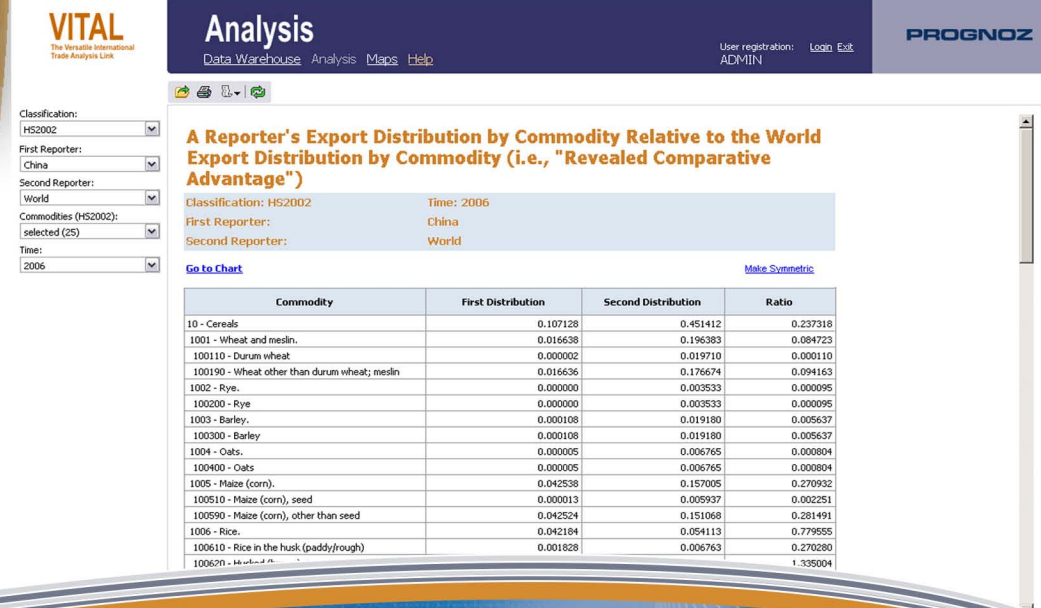 VITAL
The Versatile International
Trade Analysis Link
Analysis
Data Warehouse Analysis Maps Help
User registration: Login Exit
ADMIN
PROGNOZ
Classification:
HS2002
First Reporter:
China
Second Reporter:
World
Commodities (HS2002):
selected (25)
Time:
2006
A Reporter's Export Distribution by Commodity Relative to the World
Export Distribution by Commodity (i.e., "Revealed Comparative
Advantage")
Classification: HS2002 Time: 2006
First Reporter: China
Second Reporter: World
Go to Chart Make Symmetric
Commodity First Distribution Second Distribution Ratio
10 - Cereals 0.107128 0.451412 0.237318
1001 - Wheat and meslin. 0.016638 0.196383 0.084723
100110 - Durum wheat 0.000002 0.019710 0.000110
100190 - Wheat other than durum wheat; meslin 0.016636 0.176674 0.094163
1002 - Rye. 0.000000 0.003533 0.000095
100200 - Rye 0.000000 0.003533 0.000095
1003 - Barley. 0.000108 0.019180 0.005637
100300 - Barley 0.000108 0.019180 0.005637
1004 - Oats. 0.000005 0.006765 0.000804
100400 - Oats 0.000005 0.006765 0.000804
1005 - Maize (corn). 0.042538 0.157005 0.270932
100510 - Maize (corn), seed 0.000013 0.005937 0.002251
100590 - Maize (corn), other than seed 0.042524 0.151068 0.281491
1006 - Rice. 0.042184 0.054113 0.779555
100610 - Rice in the husk (paddy/rough) 0.001828 0.006763 0.270280
100620 - Husked 1.335004